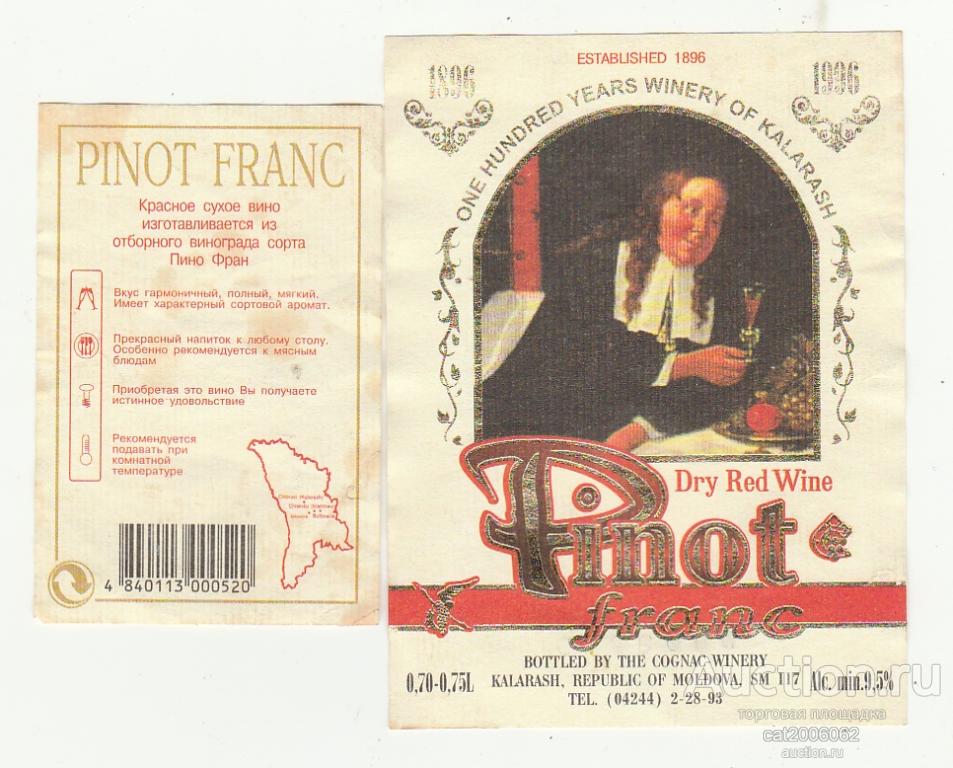 PINOT FRANC
Красное сухое вино
изготавливается из
отборного винограда сорта
Пино Фран
Вкус гармоничный, полный, мягкий.
Имеет характерный сортовой аромат.
Прекрасный напиток к любому столу.
Особенно рекомендуется к мясным
блюдам
Приобретая это вино Вы получаете
истинное удовольствие
Рекомендуется
подавать при
комнатной
температуре
4 840113 000520
ESTABLISHED 1896
1896
1996
ONE HUNDRED YEARS WINERY OF KALARASH
Dry Red Wine
Pinot
franc
BOTTLED BY THE COGNAC WINERY
0,70-0,75L KALARASH, REPUBLIC OF MOLDOVA, SM 117 Alc. min. 9,5%
TEL. (04244) 2-28-93
Auction.ru
торговая площадка
cat2006062
auction.ru